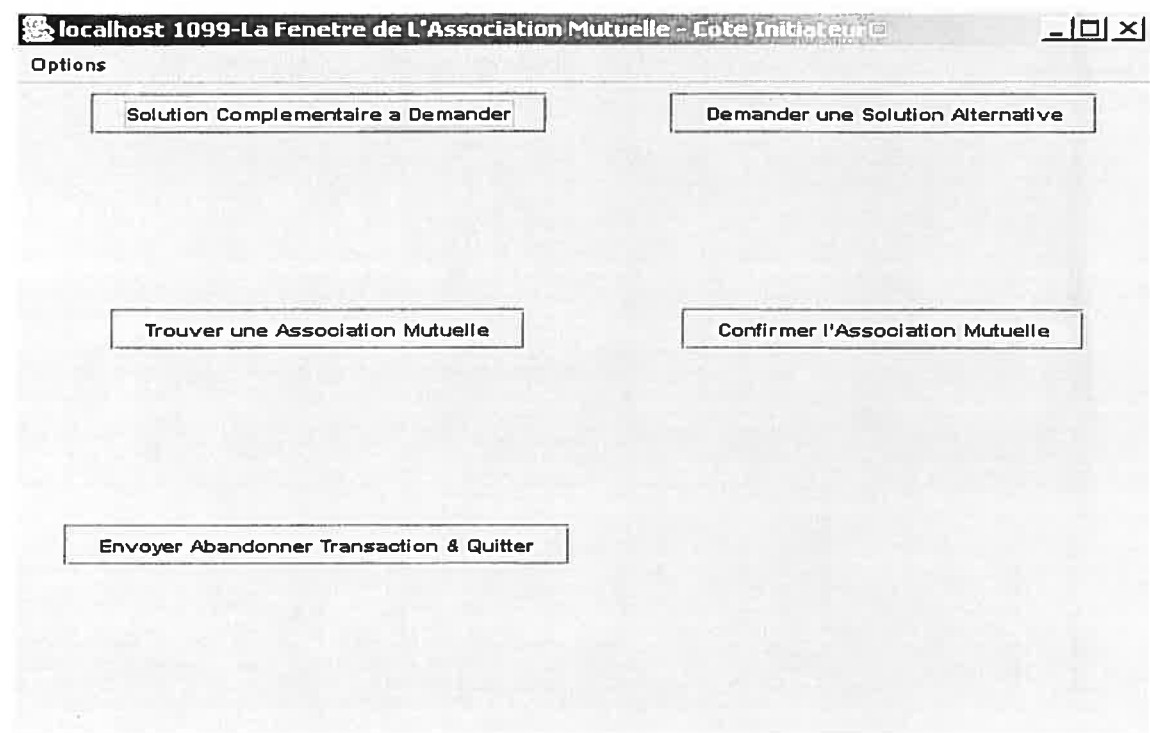 localhost 1099-La Fenetre de L'Association Mutuelle - Cote Initiateur
Options
Solution Complementaire a Demander
Demander une Solution Alternative
Trouver une Association Mutuelle
Confirmer l'Association Mutuelle
Envoyer Abandonner Transaction & Quitter